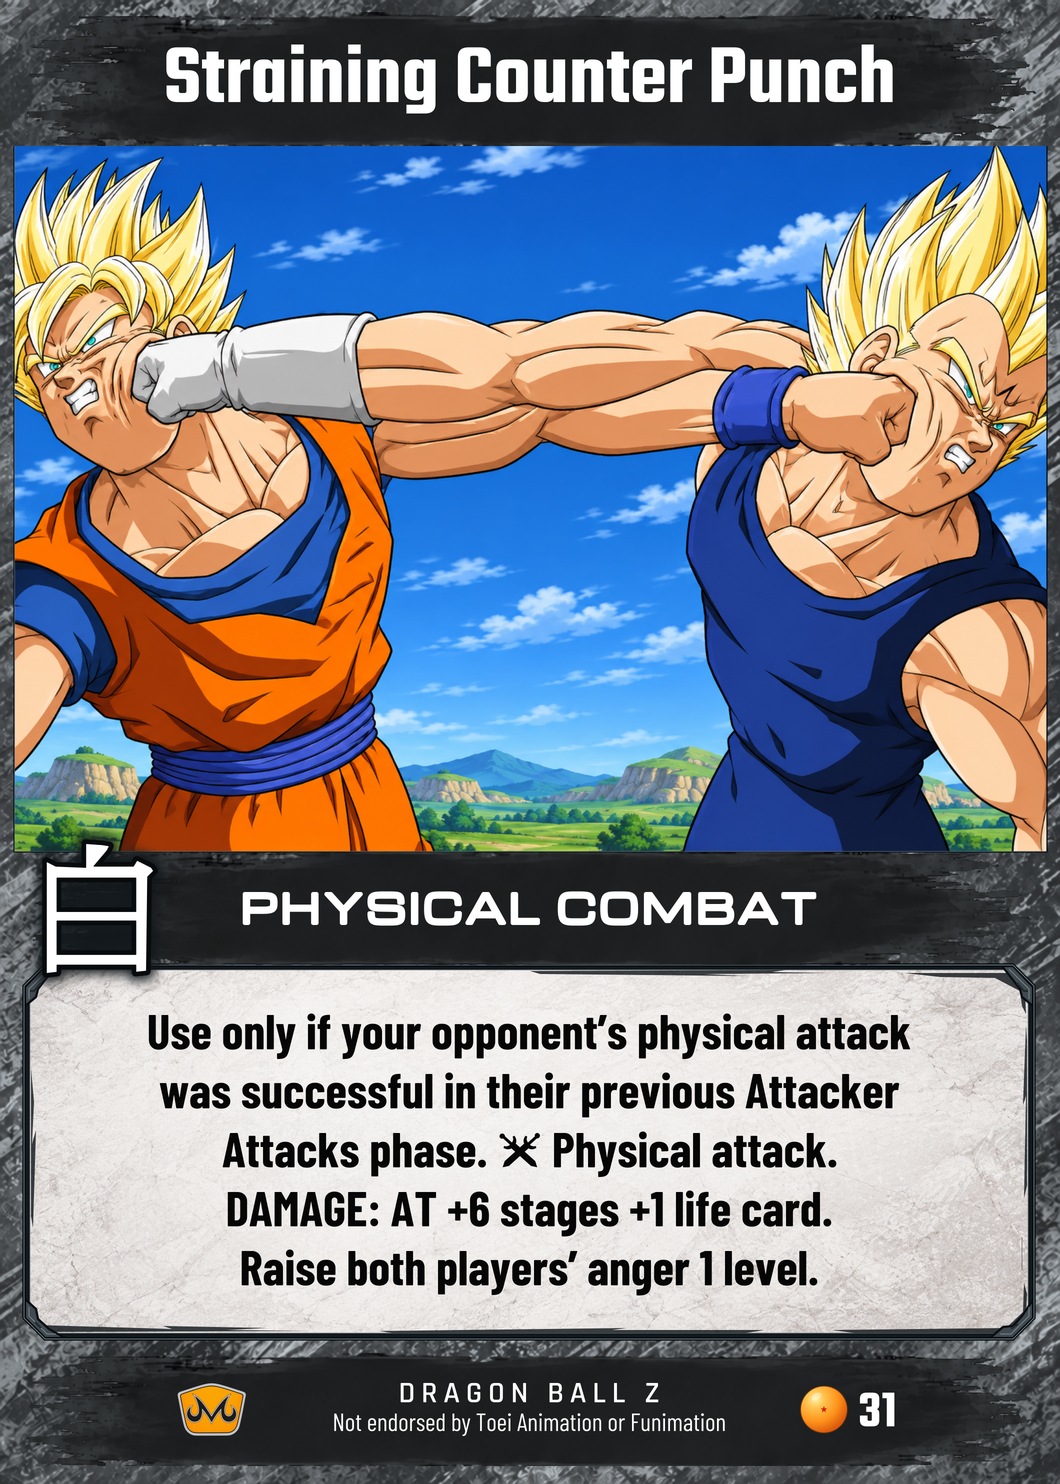 Straining Counter Punch
白
PHYSICAL COMBAT
Use only if your opponent’s physical attack
was successful in their previous Attacker
Attacks phase. Physical attack.
DAMAGE: AT +6 stages +1 life card.
Raise both players’ anger 1 level.
DRAGON BALL Z
Not endorsed by Toei Animation or Funimation
31